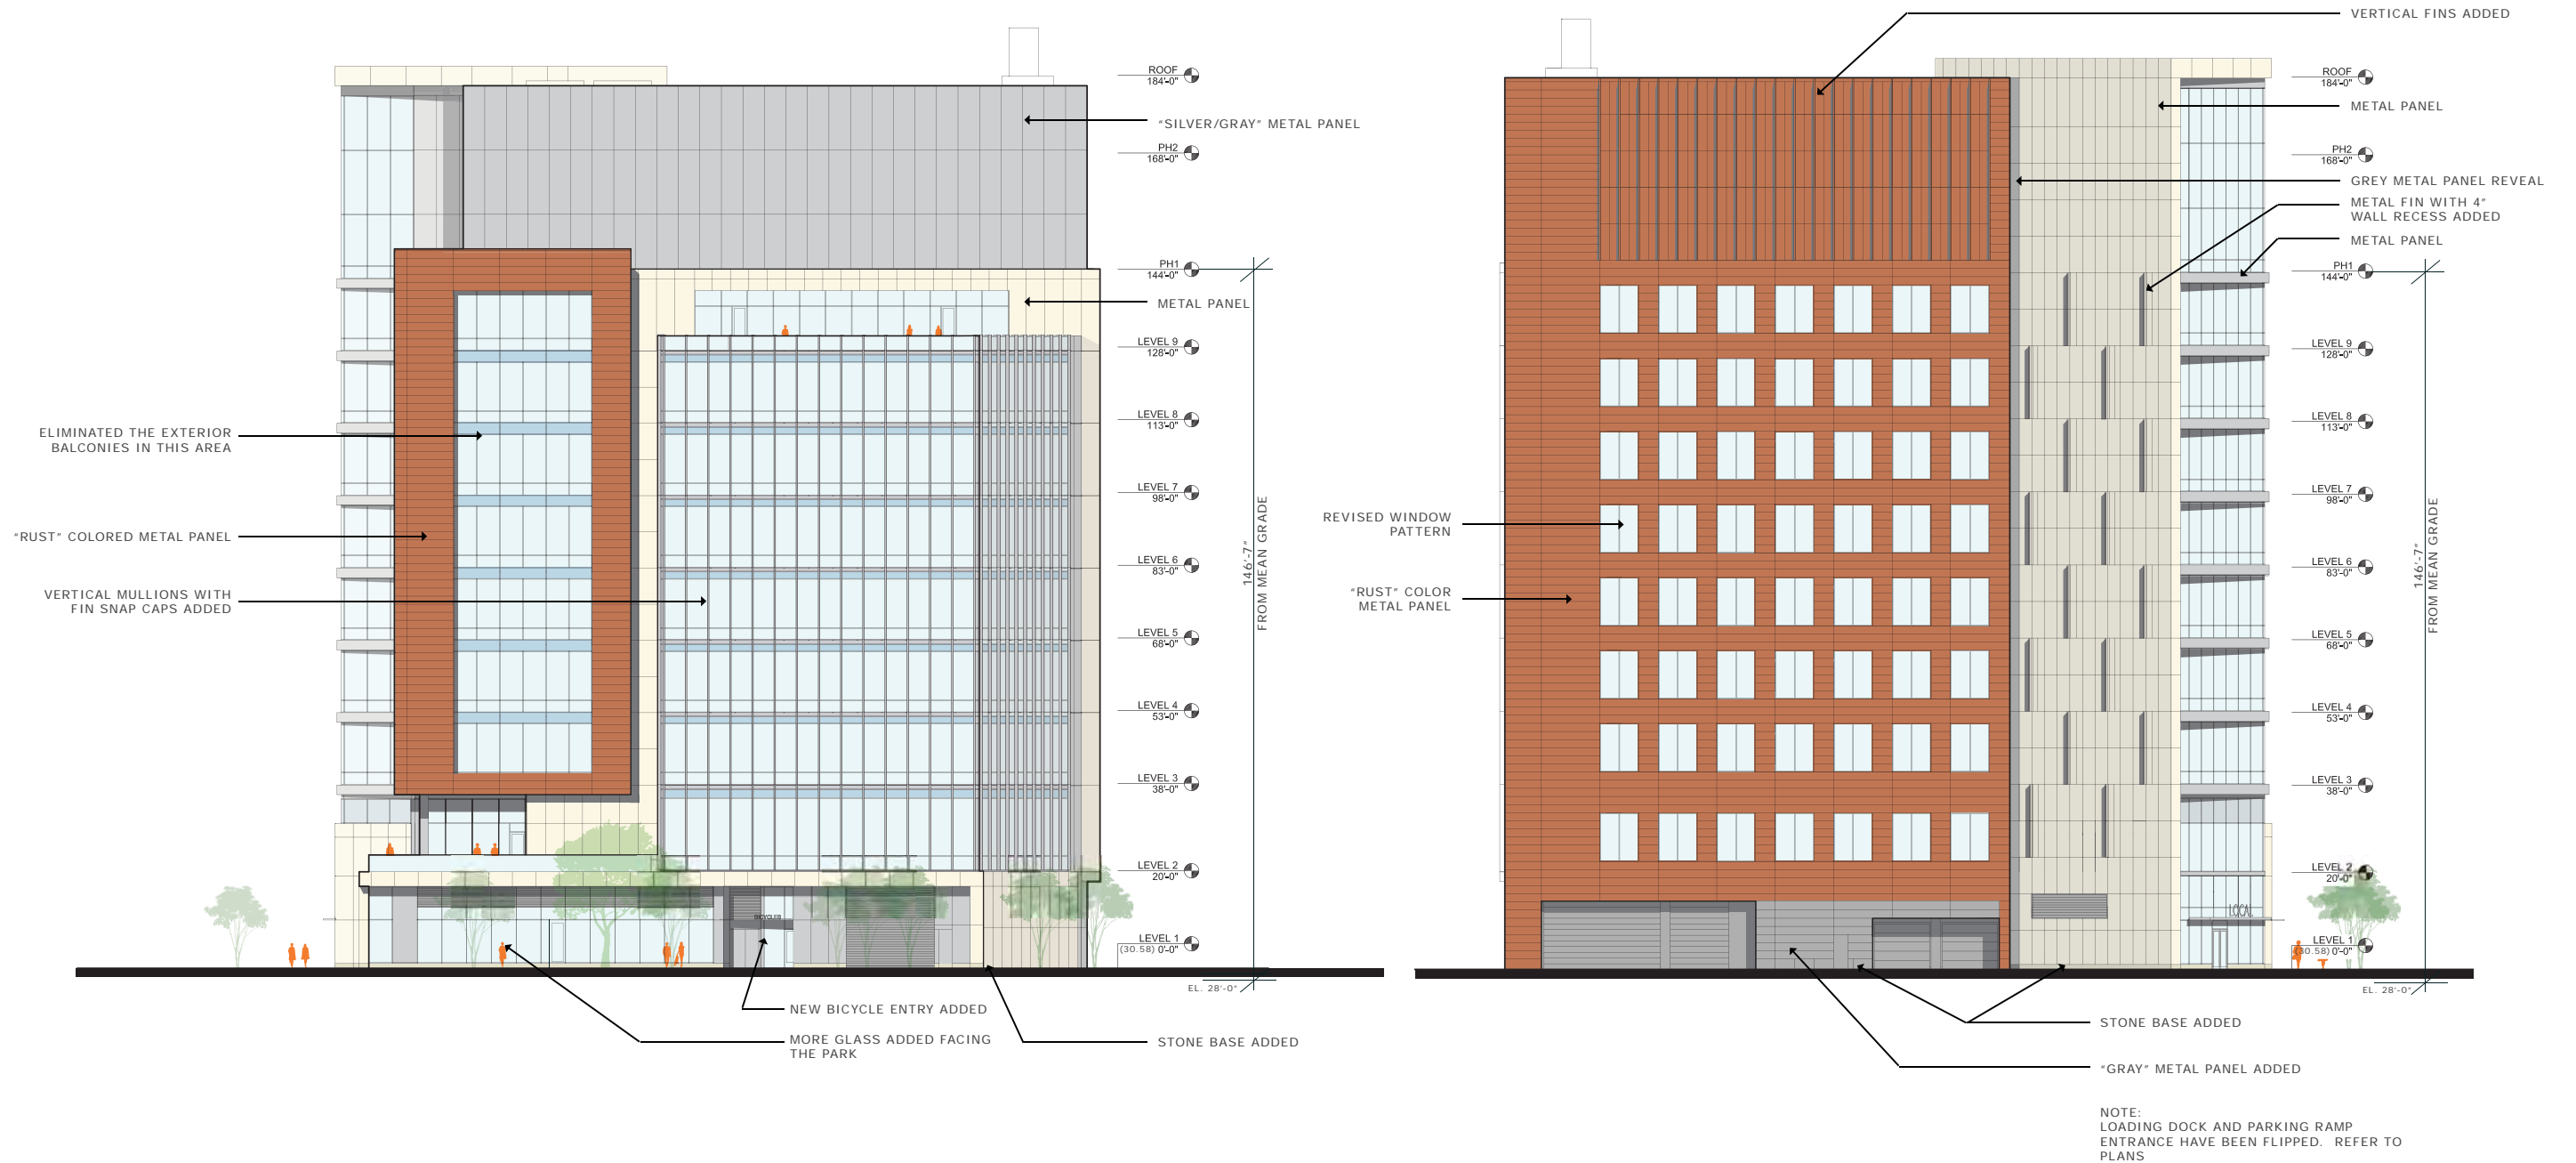 ROOF
184'-0"
"SILVER/GRAY" METAL PANEL
PH2
168'-0"
PH1
144'-0"
METAL PANEL
LEVEL 9
128'-0"
LEVEL 8
113'-0"
ELIMINATED THE EXTERIOR
BALCONIES IN THIS AREA
LEVEL 7
98'-0"
"RUST" COLORED METAL PANEL
LEVEL 6
83'-0"
VERTICAL MULLIONS WITH
FIN SNAP CAPS ADDED
146'-7"
FROM MEAN GRADE
LEVEL 5
68'-0"
LEVEL 4
53'-0"
LEVEL 3
38'-0"
LEVEL 2
20'-0"
BICYCLES
LEVEL 1
(30.58) 0'-0"
EL. 28'-0"
NEW BICYCLE ENTRY ADDED
MORE GLASS ADDED FACING
THE PARK
STONE BASE ADDED
VERTICAL FINS ADDED
ROOF
184'-0"
METAL PANEL
PH2
168'-0"
GREY METAL PANEL REVEAL
METAL FIN WITH 4"
WALL RECESS ADDED
METAL PANEL
PH1
144'-0"
LEVEL 9
128'-0"
LEVEL 8
113'-0"
LEVEL 7
98'-0"
REVISED WINDOW
PATTERN
LEVEL 6
83'-0"
"RUST" COLOR
METAL PANEL
146'-7"
FROM MEAN GRADE
LEVEL 5
68'-0"
LEVEL 4
53'-0"
LEVEL 3
38'-0"
LEVEL 2
20'-0"
LOCAL
LEVEL 1
(30.58) 0'-0"
EL. 28'-0"
STONE BASE ADDED
"GRAY" METAL PANEL ADDED
NOTE:
LOADING DOCK AND PARKING RAMP
ENTRANCE HAVE BEEN FLIPPED. REFER TO
PLANS